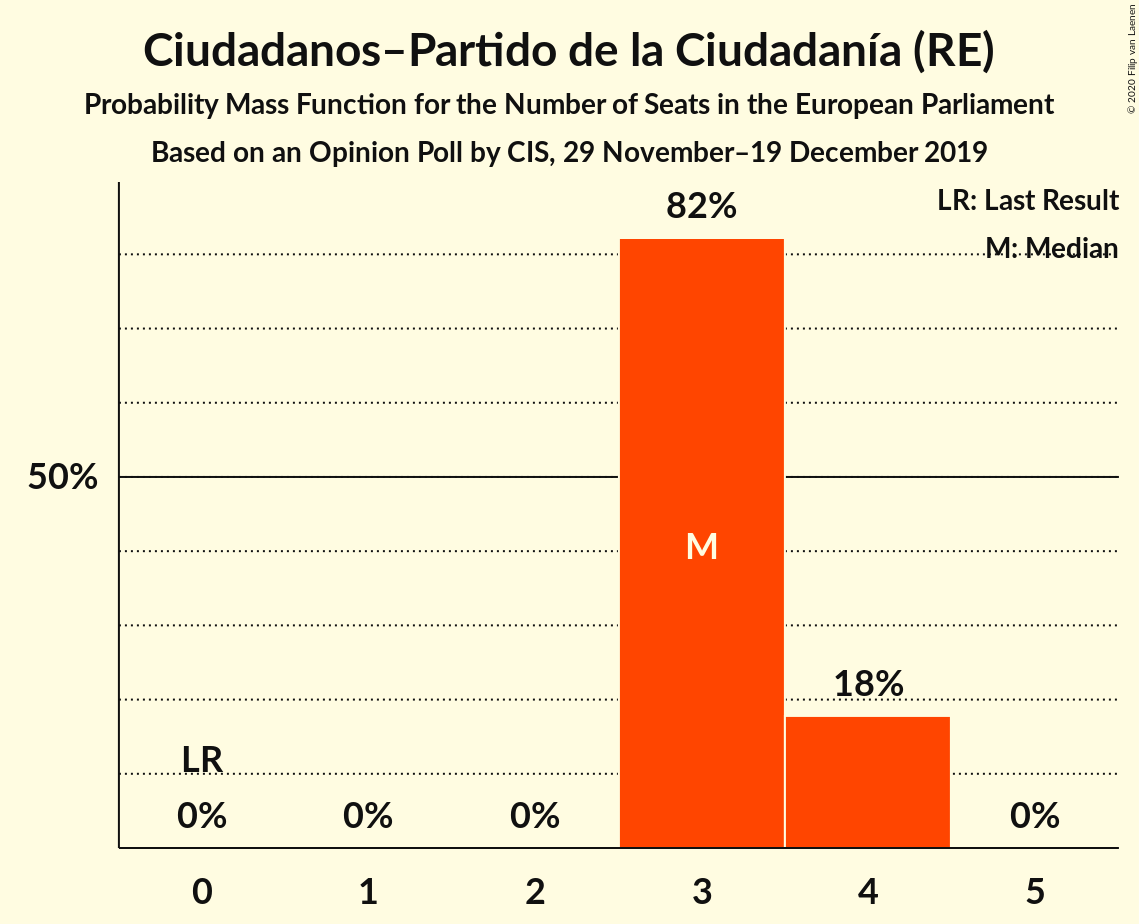 Ciudadanos–Partido de la Ciudadanía (RE)
Probability Mass Function for the Number of Seats in the European Parliament
Based on an Opinion Poll by CIS, 29 November–19 December 2019
© 2020 Filip van Laenen
LR: Last Result
M: Median
82%
50%
M
18%
LR
0% 0% 0% 0%
0 1 2 3 4 5